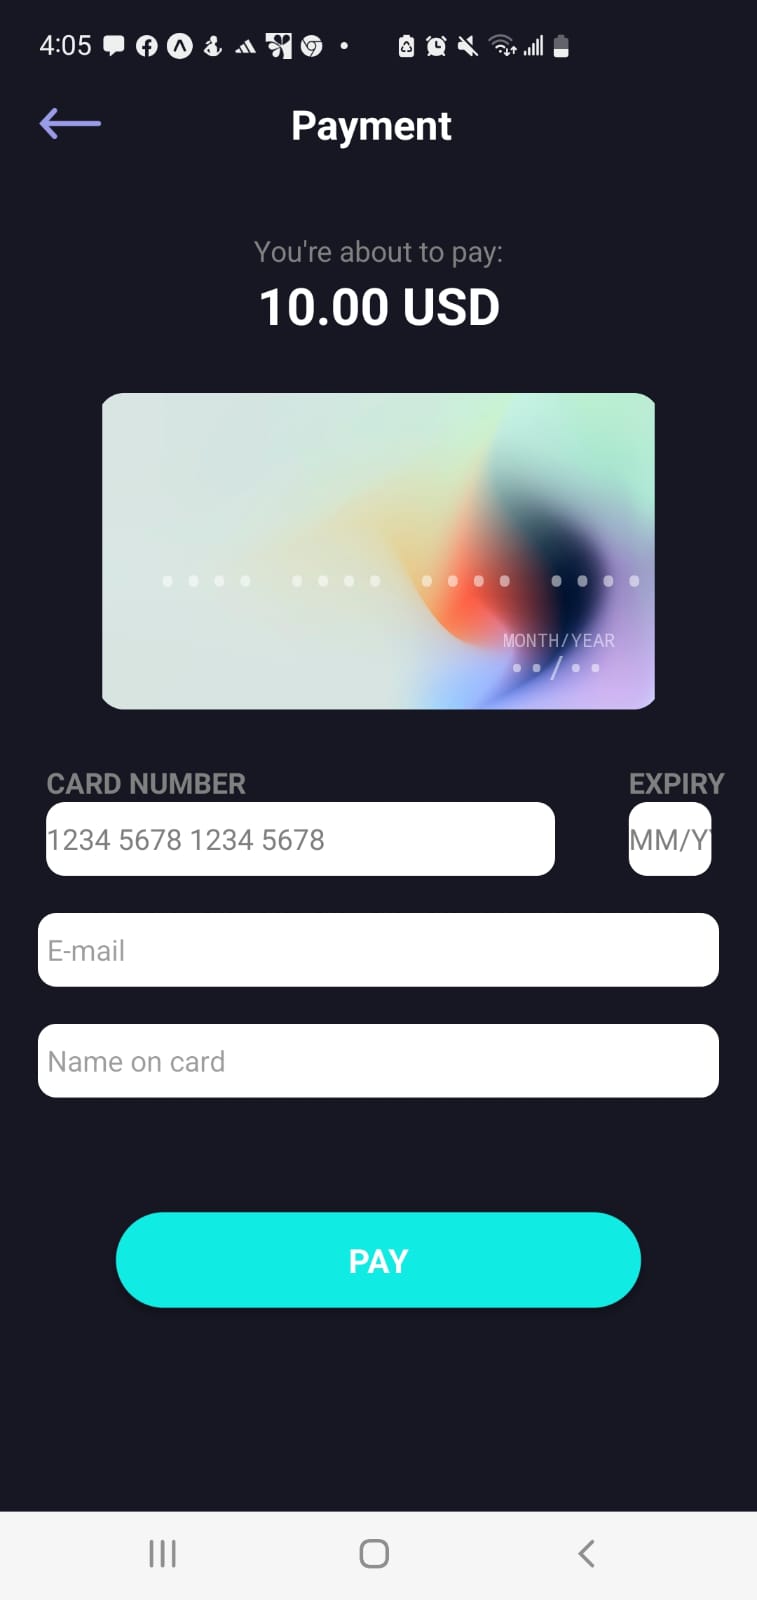 4:05
Payment
You're about to pay:
10.00 USD
•••• •••• •••• ••••
MONTH/YEAR
••/••
CARD NUMBER EXPIRY
1234 5678 1234 5678 MM/Y
E-mail
Name on card
PAY